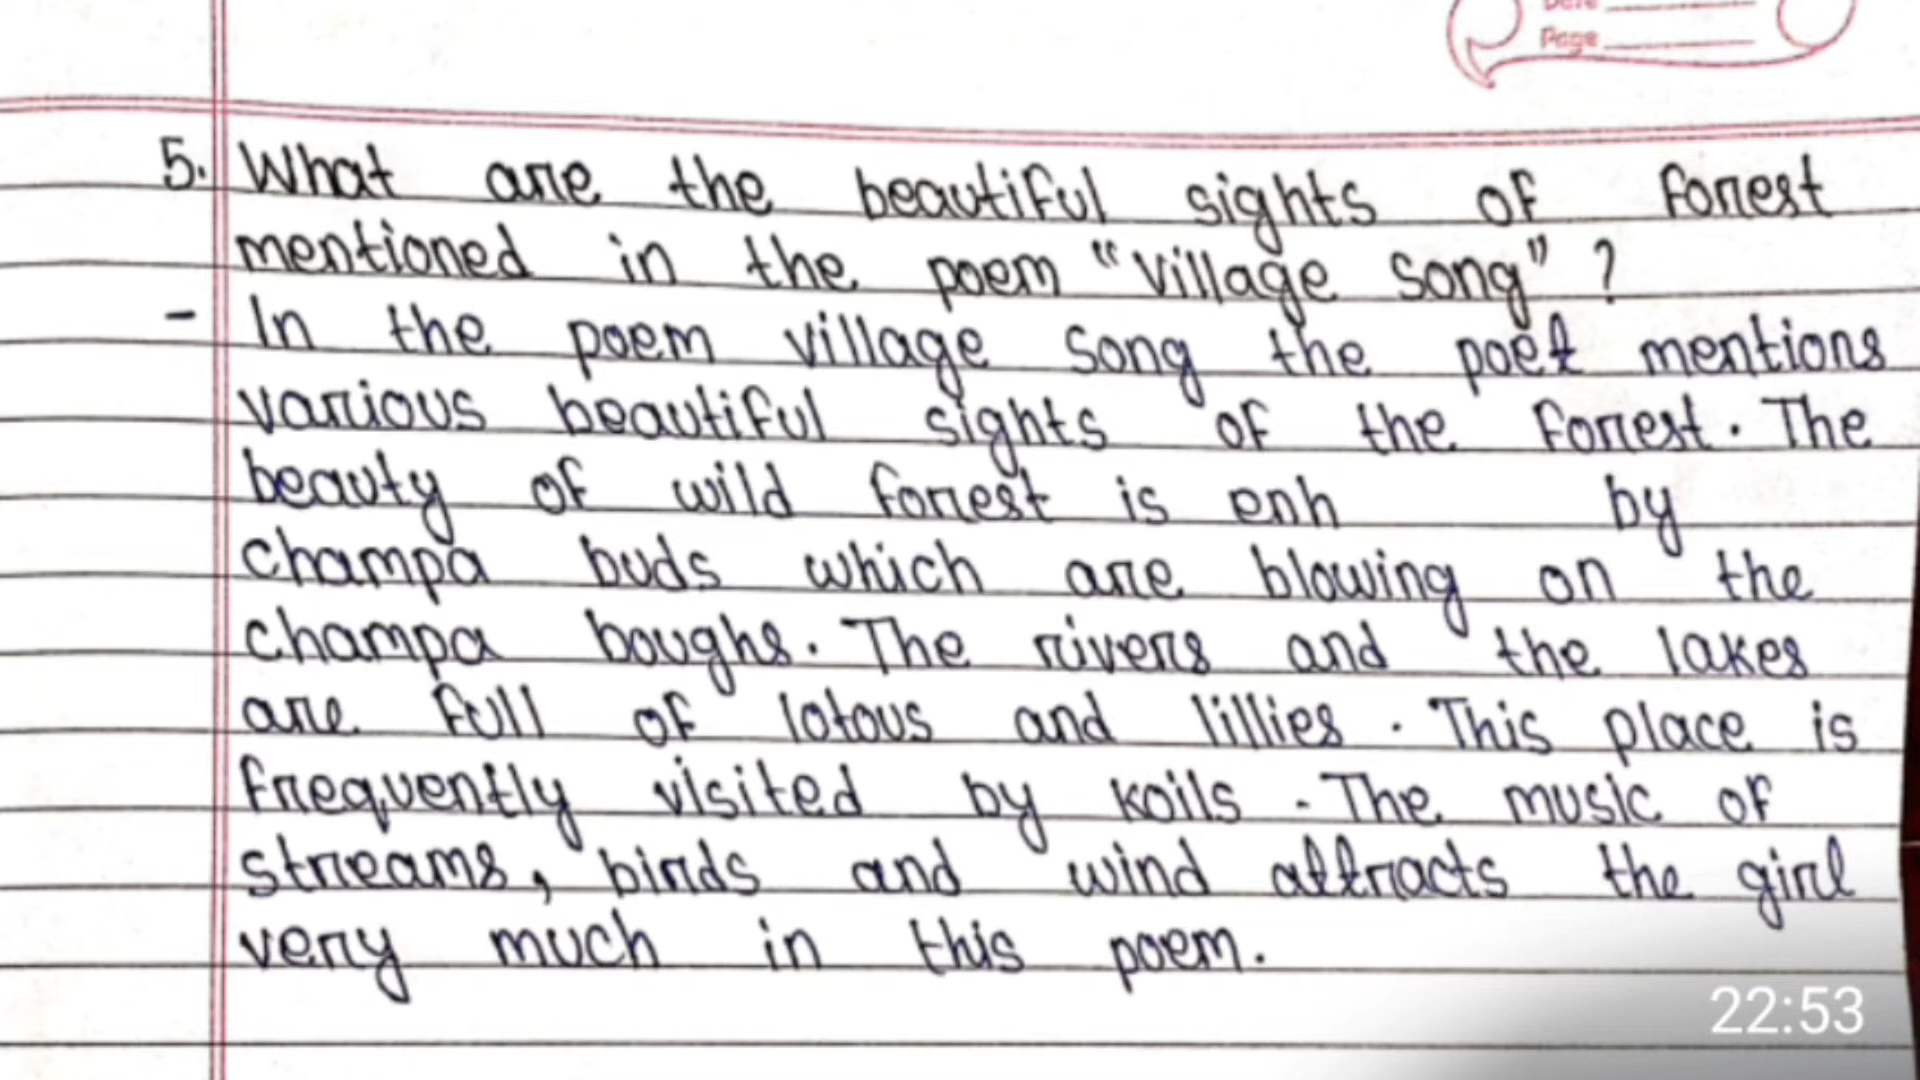 Date
Page
5. What are the beautiful sights of forest
mentioned in the poem "Village Song" ?
- In the poem village song the poet mentions
various beautiful sights of the forest. The
beauty of wild forest is enh by
champa buds which are blowing on the
champa boughs. The rivers and the lakes
are full of lotous and lillies. This place is
frequently visited by koils. The music of
streams, birds and wind attracts the girl
very much in this poem.
22:53